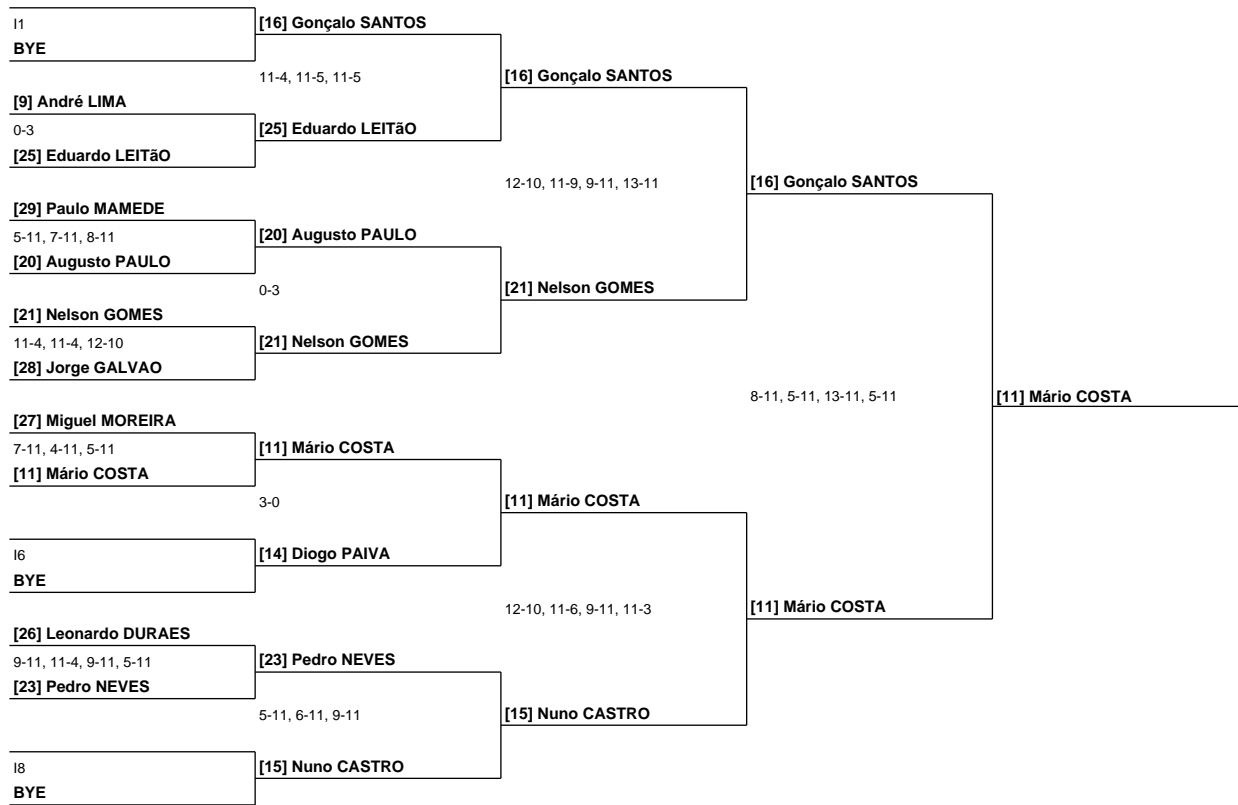 I1
BYE
[9] André LIMA
0-3
[25] Eduardo LEITãO
[29] Paulo MAMEDE
5-11, 7-11, 8-11
[20] Augusto PAULO
[21] Nelson GOMES
11-4, 11-4, 12-10
[28] Jorge GALVAO
[27] Miguel MOREIRA
7-11, 4-11, 5-11
[11] Mário COSTA
I6
BYE
[26] Leonardo DURAES
9-11, 11-4, 9-11, 5-11
[23] Pedro NEVES
I8
BYE
[16] Gonçalo SANTOS
11-4, 11-5, 11-5
[25] Eduardo LEITãO
[20] Augusto PAULO
0-3
[21] Nelson GOMES
[11] Mário COSTA
3-0
[14] Diogo PAIVA
[23] Pedro NEVES
5-11, 6-11, 9-11
[15] Nuno CASTRO
[16] Gonçalo SANTOS
12-10, 11-9, 9-11, 13-11
[21] Nelson GOMES
[11] Mário COSTA
12-10, 11-6, 9-11, 11-3
[15] Nuno CASTRO
[16] Gonçalo SANTOS
8-11, 5-11, 13-11, 5-11
[11] Mário COSTA
[11] Mário COSTA